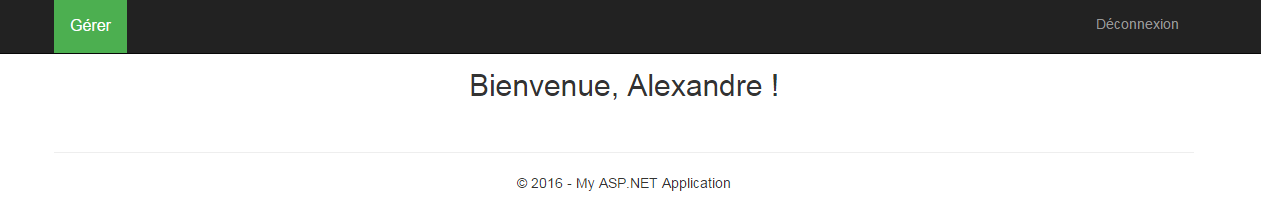 Gérer
Déconnexion
Bienvenue, Alexandre !
© 2016 - My ASP.NET Application